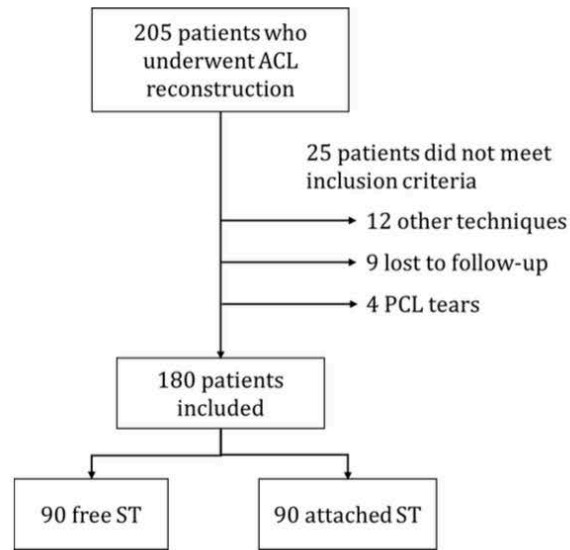 205 patients who
underwent ACL
reconstruction
25 patients did not meet
inclusion criteria
12 other techniques
9 lost to follow-up
4 PCL tears
180 patients
included
90 free ST
90 attached ST